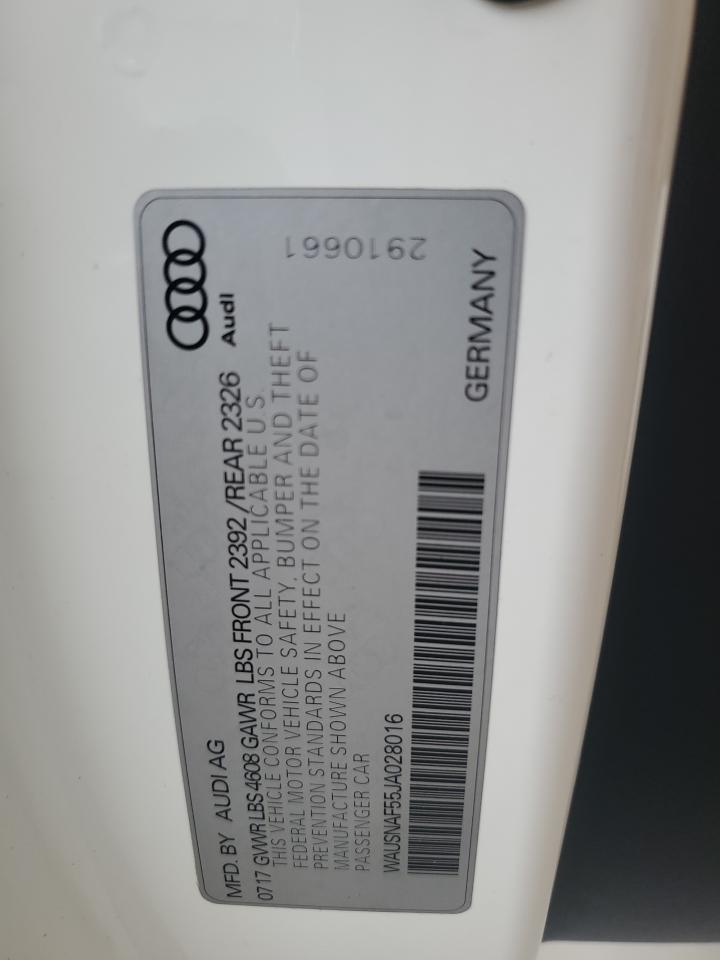 MFD. BY AUDI AG
Audi
0717 GVWR LBS 4608 GAWR LBS FRONT 2392 /REAR 2326
THIS VEHICLE CONFORMS TO ALL APPLICABLE U S.
FEDERAL MOTOR VEHICLE SAFETY, BUMPER AND THEFT
PREVENTION STANDARDS IN EFFECT ON THE DATE OF
MANUFACTURE SHOWN ABOVE
PASSENGER CAR
WAUSNAF55JA028016
GERMANY
2910661